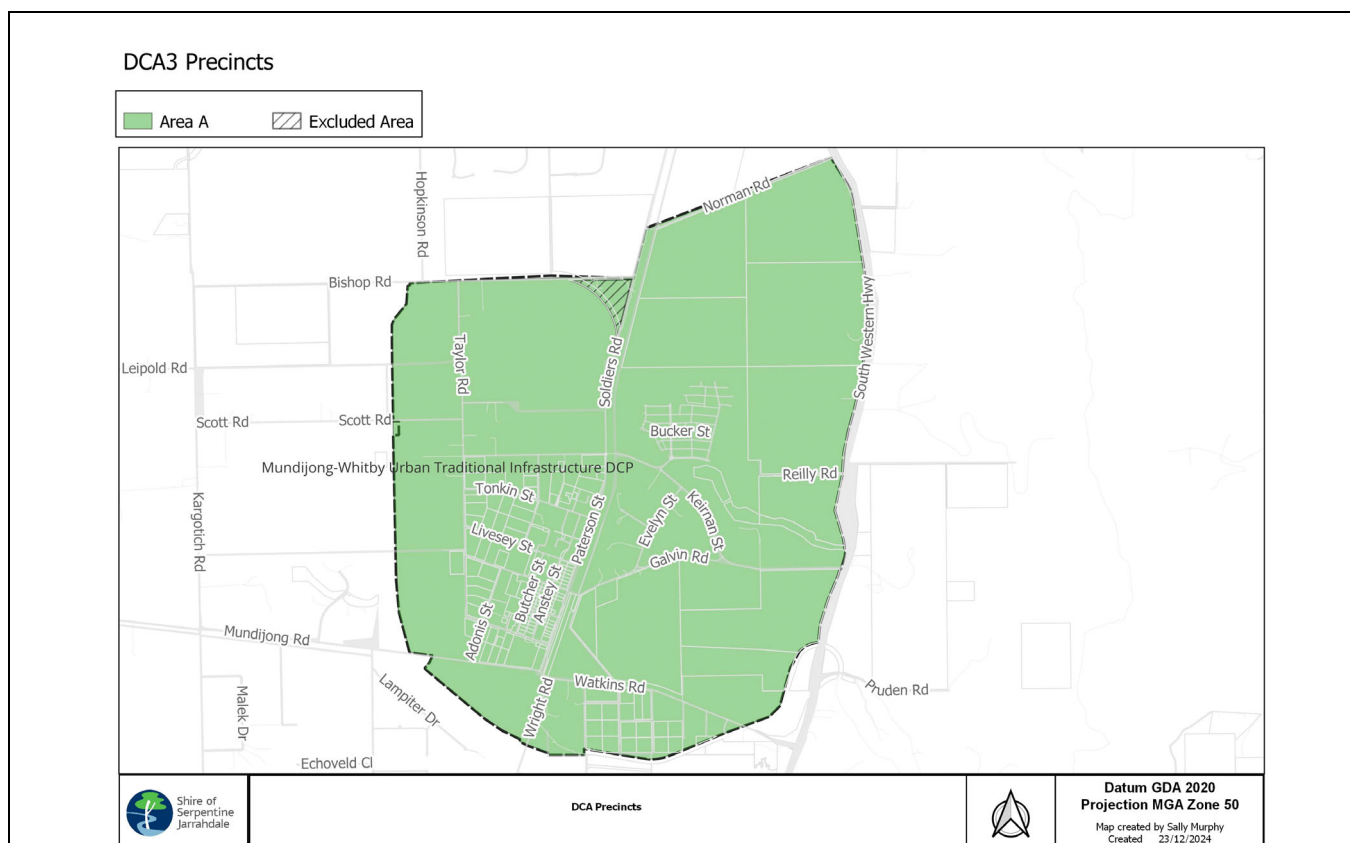 DCA3 Precincts
Area A
Excluded Area
Hopkinson Rd
Norman Rd
Bishop Rd
South Western Hwy
Taylor Rd
Soldiers Rd
Leipold Rd
Scott Rd
Scott Rd
Bucker St
Mundijong-Whitby Urban Traditional Infrastructure DCP
Reilly Rd
Tonkin St
Kargotich Rd
Paterson St
Evelyn St
Keirnan St
Livesey St
Galvin Rd
Butcher St
Anstey St
Adonis St
Mundijong Rd
Watkins Rd
Pruden Rd
Lampiter Dr
Malek Dr
Wright Rd
Echoveld Cl
Shire of
Serpentine
Jarrahdale
DCA Precincts
Datum GDA 2020
Projection MGA Zone 50
Map created by Sally Murphy
Created 23/12/2024